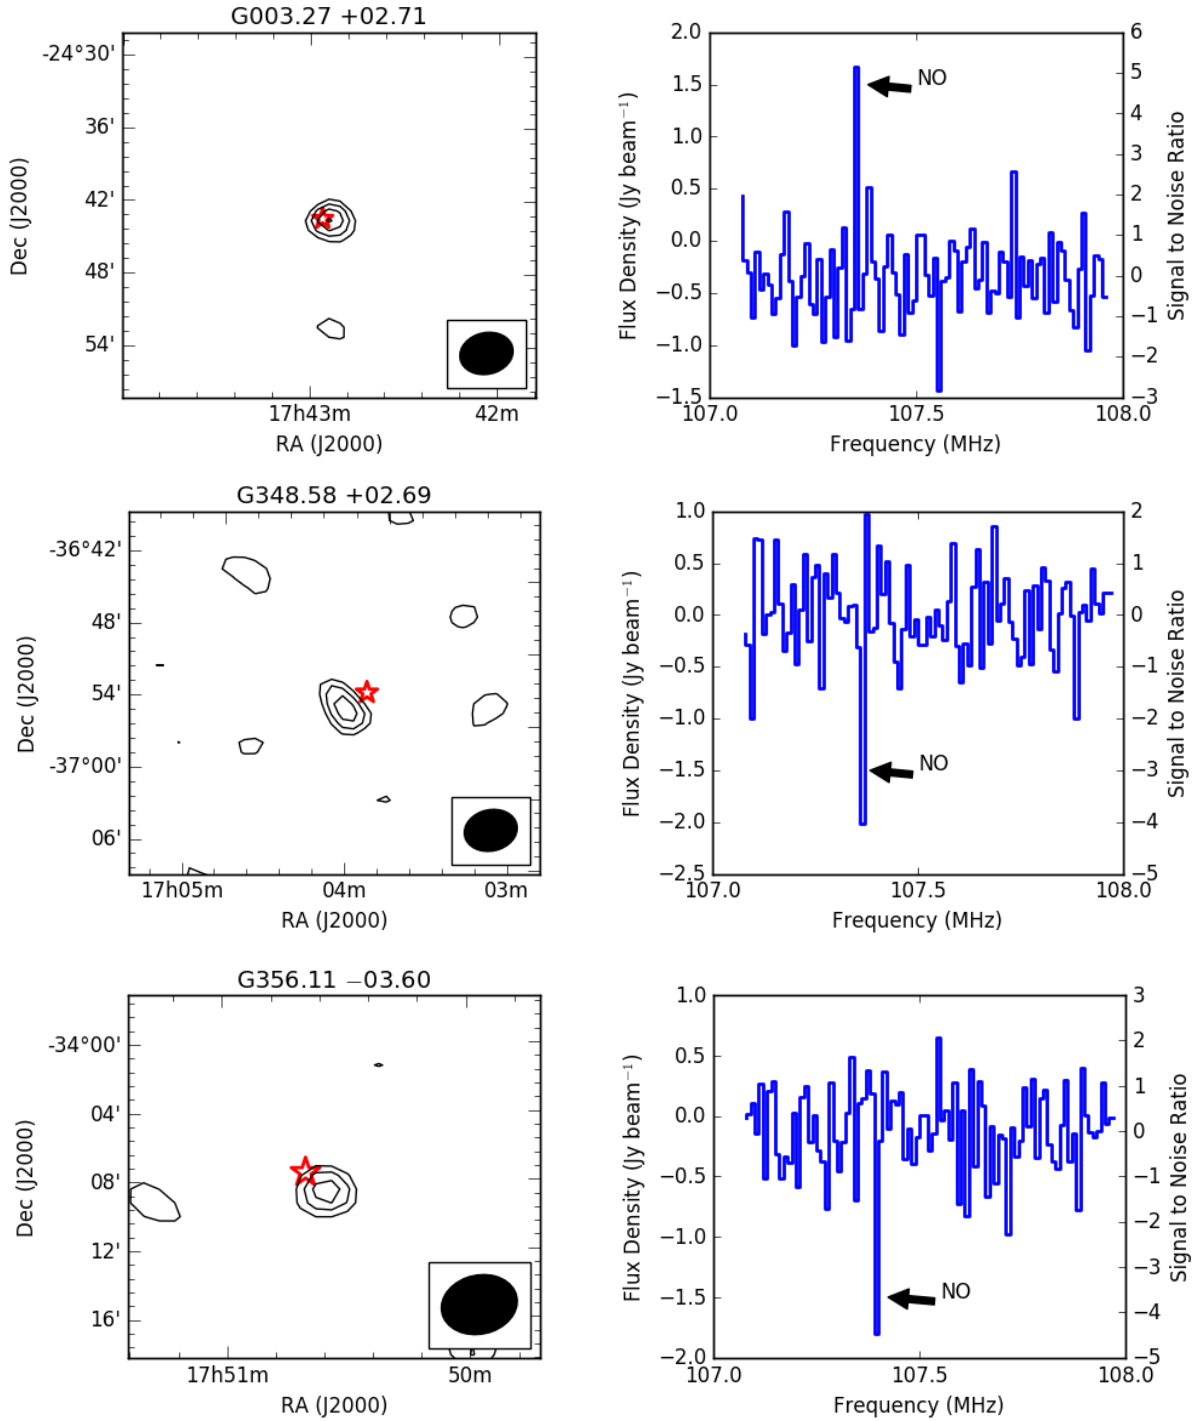 G003.27 +02.71
-24°30'
36'
42'
48'
54'
Dec (J2000)
17h43m
42m
RA (J2000)
2.0
1.5
1.0
0.5
0.0
−0.5
−1.0
−1.5
Flux Density (Jy beam⁻¹)
NO
6
5
4
3
2
1
0
−1
−2
−3
Signal to Noise Ratio
107.0
107.5
108.0
Frequency (MHz)
G348.58 +02.69
-36°42'
48'
54'
-37°00'
06'
Dec (J2000)
17h05m
04m
03m
RA (J2000)
1.0
0.5
0.0
−0.5
−1.0
−1.5
−2.0
−2.5
Flux Density (Jy beam⁻¹)
NO
2
1
0
−1
−2
−3
−4
−5
Signal to Noise Ratio
107.0
107.5
108.0
Frequency (MHz)
G356.11 −03.60
-34°00'
04'
08'
12'
16'
Dec (J2000)
17h51m
50m
RA (J2000)
1.0
0.5
0.0
−0.5
−1.0
−1.5
−2.0
Flux Density (Jy beam⁻¹)
NO
3
2
1
0
−1
−2
−3
−4
−5
Signal to Noise Ratio
107.0
107.5
108.0
Frequency (MHz)